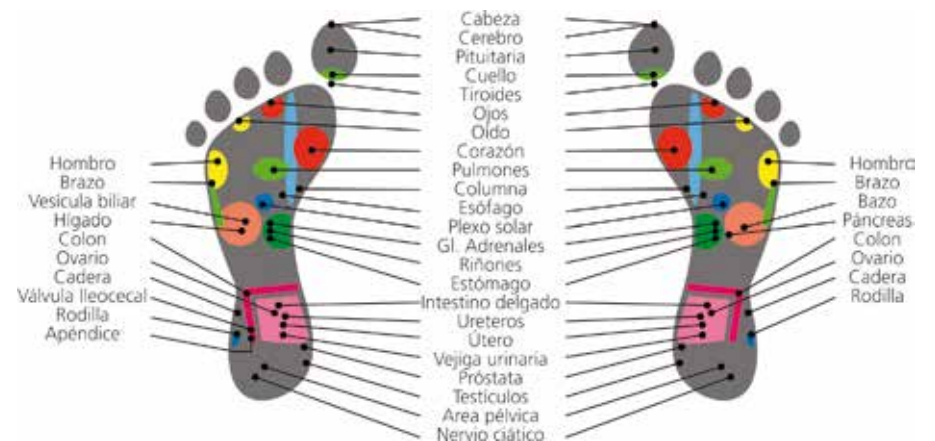 Cabeza
Cerebro
Pituitaria
Cuello
Tiroides
Ojos
Oído
Corazón
Pulmones
Columna
Esófago
Plexo solar
Gl. Adrenales
Riñones
Estómago
Intestino delgado
Ureteros
Útero
Vejiga urinaria
Próstata
Testículos
Area pélvica
Nervio ciático
Hombro
Brazo
Vesicula biliar
Hígado
Colon
Ovario
Cadera
Válvula Ileocecal
Rodilla
Apéndice
Hombro
Brazo
Bazo
Páncreas
Colon
Ovario
Cadera
Rodilla